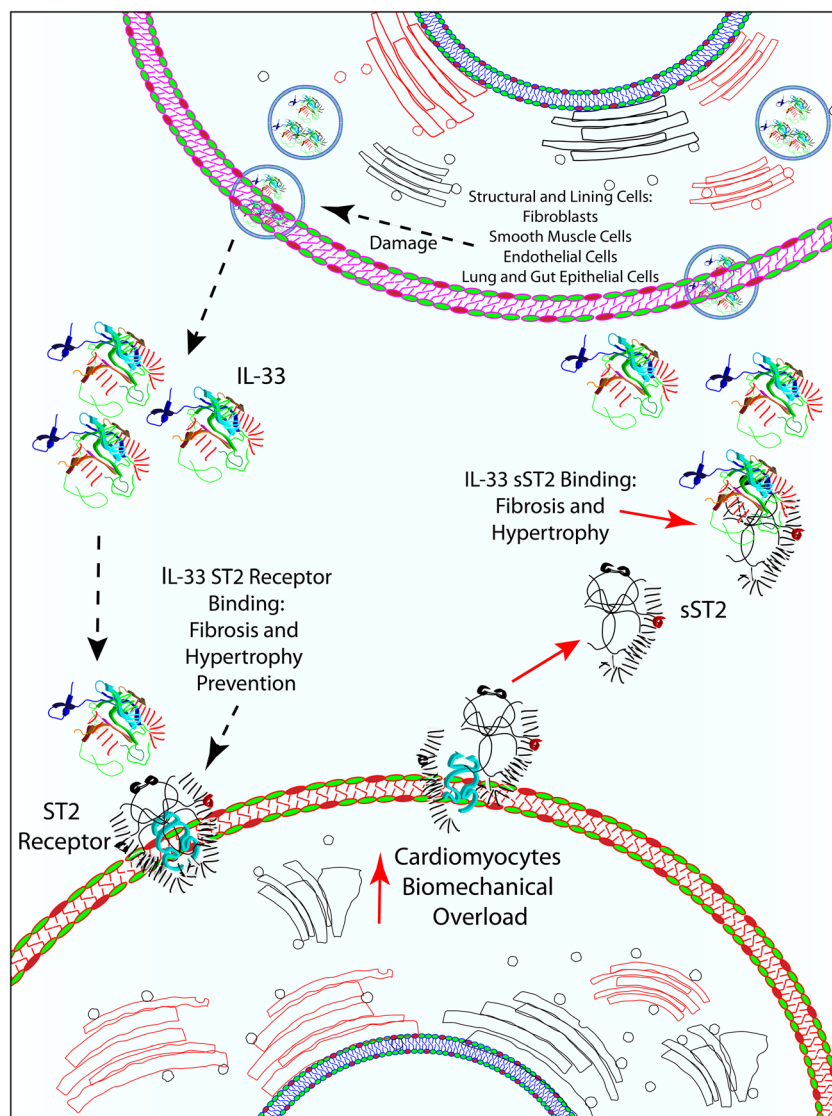 Structural and Lining Cells:
Fibroblasts
Smooth Muscle Cells
Endothelial Cells
Lung and Gut Epithelial Cells
Damage
IL-33
IL-33 sST2 Binding:
Fibrosis and
Hypertrophy
IL-33 ST2 Receptor
Binding:
Fibrosis and
Hypertrophy
Prevention
sST2
ST2
Receptor
Cardiomyocytes
Biomechanical
Overload